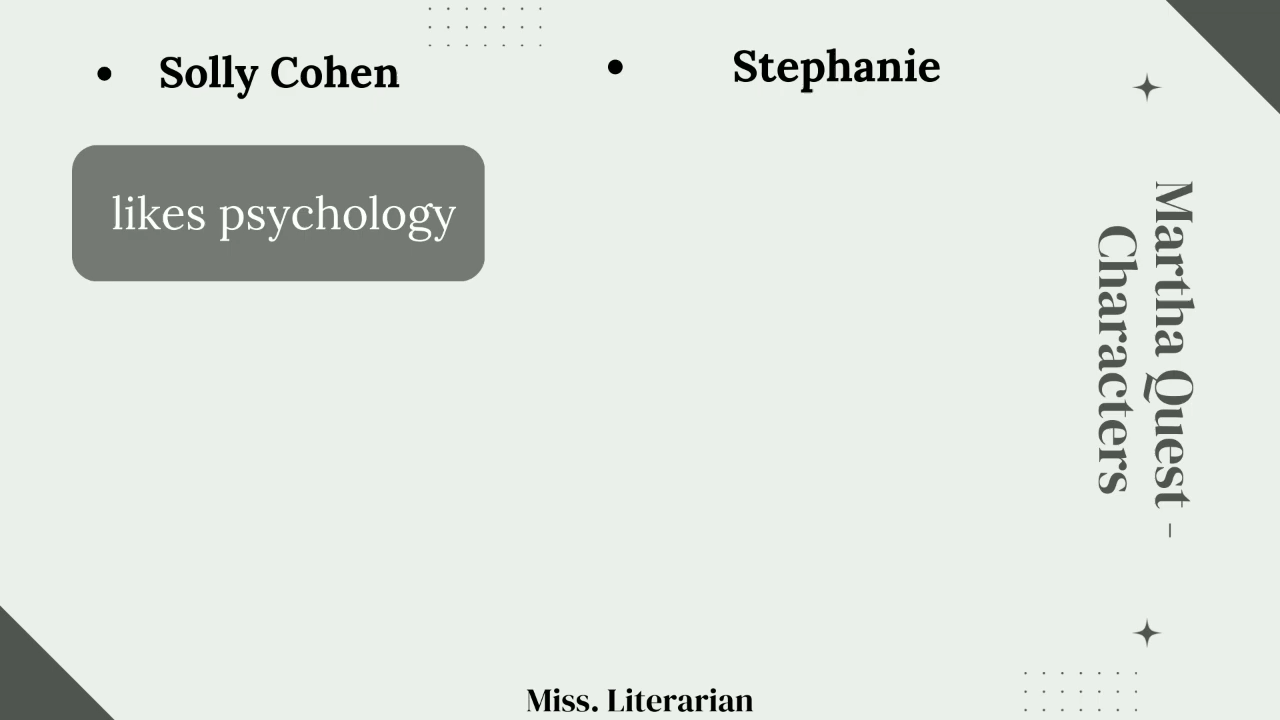 • Solly Cohen
likes psychology
• Stephanie
Martha Quest –
Characters
Miss. Literarian